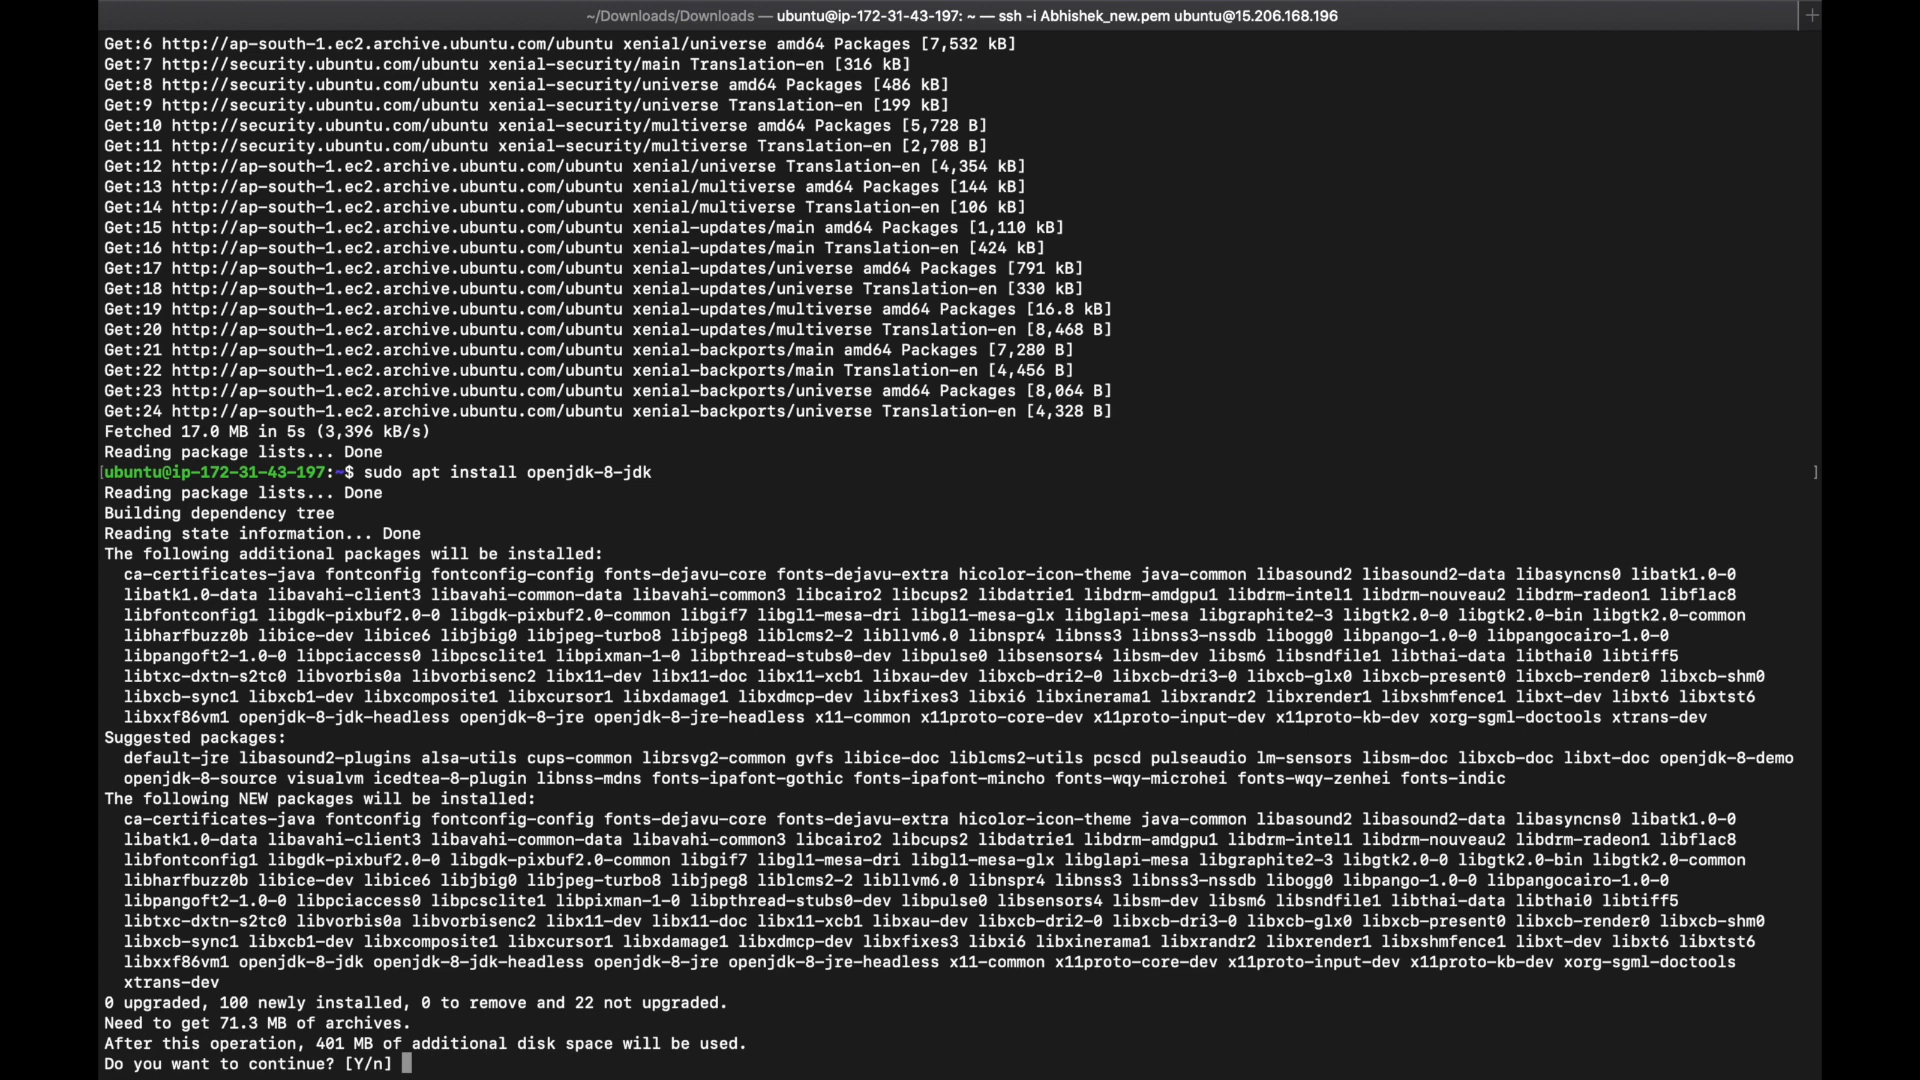 ~/Downloads/Downloads — ubuntu@ip-172-31-43-197: ~ — ssh -i Abhishek_new.pem ubuntu@15.206.168.196
Get:6 http://ap-south-1.ec2.archive.ubuntu.com/ubuntu xenial/universe amd64 Packages [7,532 kB]
Get:7 http://security.ubuntu.com/ubuntu xenial-security/main Translation-en [316 kB]
Get:8 http://security.ubuntu.com/ubuntu xenial-security/universe amd64 Packages [486 kB]
Get:9 http://security.ubuntu.com/ubuntu xenial-security/universe Translation-en [199 kB]
Get:10 http://security.ubuntu.com/ubuntu xenial-security/multiverse amd64 Packages [5,728 B]
Get:11 http://security.ubuntu.com/ubuntu xenial-security/multiverse Translation-en [2,708 B]
Get:12 http://ap-south-1.ec2.archive.ubuntu.com/ubuntu xenial/universe Translation-en [4,354 kB]
Get:13 http://ap-south-1.ec2.archive.ubuntu.com/ubuntu xenial/multiverse amd64 Packages [144 kB]
Get:14 http://ap-south-1.ec2.archive.ubuntu.com/ubuntu xenial/multiverse Translation-en [106 kB]
Get:15 http://ap-south-1.ec2.archive.ubuntu.com/ubuntu xenial-updates/main amd64 Packages [1,110 kB]
Get:16 http://ap-south-1.ec2.archive.ubuntu.com/ubuntu xenial-updates/main Translation-en [424 kB]
Get:17 http://ap-south-1.ec2.archive.ubuntu.com/ubuntu xenial-updates/universe amd64 Packages [791 kB]
Get:18 http://ap-south-1.ec2.archive.ubuntu.com/ubuntu xenial-updates/universe Translation-en [330 kB]
Get:19 http://ap-south-1.ec2.archive.ubuntu.com/ubuntu xenial-updates/multiverse amd64 Packages [16.8 kB]
Get:20 http://ap-south-1.ec2.archive.ubuntu.com/ubuntu xenial-updates/multiverse Translation-en [8,468 B]
Get:21 http://ap-south-1.ec2.archive.ubuntu.com/ubuntu xenial-backports/main amd64 Packages [7,280 B]
Get:22 http://ap-south-1.ec2.archive.ubuntu.com/ubuntu xenial-backports/main Translation-en [4,456 B]
Get:23 http://ap-south-1.ec2.archive.ubuntu.com/ubuntu xenial-backports/universe amd64 Packages [8,064 B]
Get:24 http://ap-south-1.ec2.archive.ubuntu.com/ubuntu xenial-backports/universe Translation-en [4,328 B]
Fetched 17.0 MB in 5s (3,396 kB/s)
Reading package lists... Done
[ubuntu@ip-172-31-43-197:~$ sudo apt install openjdk-8-jdk ]
Reading package lists... Done
Building dependency tree
Reading state information... Done
The following additional packages will be installed:
ca-certificates-java fontconfig fontconfig-config fonts-dejavu-core fonts-dejavu-extra hicolor-icon-theme java-common libasound2 libasound2-data libasyncns0 libatk1.0-0
libatk1.0-data libavahi-client3 libavahi-common-data libavahi-common3 libcairo2 libcups2 libdatrie1 libdrm-amdgpu1 libdrm-intel1 libdrm-nouveau2 libdrm-radeon1 libflac8
libfontconfig1 libgdk-pixbuf2.0-0 libgdk-pixbuf2.0-common libgif7 libgl1-mesa-dri libgl1-mesa-glx libglapi-mesa libgraphite2-3 libgtk2.0-0 libgtk2.0-bin libgtk2.0-common
libharfbuzz0b libice-dev libice6 libjbig0 libjpeg-turbo8 libjpeg8 liblcms2-2 libllvm6.0 libnspr4 libnss3 libnss3-nssdb libogg0 libpango-1.0-0 libpangocairo-1.0-0
libpangoft2-1.0-0 libpciaccess0 libpcsclite1 libpixman-1-0 libpthread-stubs0-dev libpulse0 libsensors4 libsm-dev libsm6 libsndfile1 libthai-data libthai0 libtiff5
libtxc-dxtn-s2tc0 libvorbis0a libvorbisenc2 libx11-dev libx11-doc libx11-xcb1 libxau-dev libxcb-dri2-0 libxcb-dri3-0 libxcb-glx0 libxcb-present0 libxcb-render0 libxcb-shm0
libxcb-sync1 libxcb1-dev libxcomposite1 libxcursor1 libxdamage1 libxdmcp-dev libxfixes3 libxi6 libxinerama1 libxrandr2 libxrender1 libxshmfence1 libxt-dev libxt6 libxtst6
libxxf86vm1 openjdk-8-jdk-headless openjdk-8-jre openjdk-8-jre-headless x11-common x11proto-core-dev x11proto-input-dev x11proto-kb-dev xorg-sgml-doctools xtrans-dev
Suggested packages:
default-jre libasound2-plugins alsa-utils cups-common librsvg2-common gvfs libice-doc liblcms2-utils pcscd pulseaudio lm-sensors libsm-doc libxcb-doc libxt-doc openjdk-8-demo
openjdk-8-source visualvm icedtea-8-plugin libnss-mdns fonts-ipafont-gothic fonts-ipafont-mincho fonts-wqy-microhei fonts-wqy-zenhei fonts-indic
The following NEW packages will be installed:
ca-certificates-java fontconfig fontconfig-config fonts-dejavu-core fonts-dejavu-extra hicolor-icon-theme java-common libasound2 libasound2-data libasyncns0 libatk1.0-0
libatk1.0-data libavahi-client3 libavahi-common-data libavahi-common3 libcairo2 libcups2 libdatrie1 libdrm-amdgpu1 libdrm-intel1 libdrm-nouveau2 libdrm-radeon1 libflac8
libfontconfig1 libgdk-pixbuf2.0-0 libgdk-pixbuf2.0-common libgif7 libgl1-mesa-dri libgl1-mesa-glx libglapi-mesa libgraphite2-3 libgtk2.0-0 libgtk2.0-bin libgtk2.0-common
libharfbuzz0b libice-dev libice6 libjbig0 libjpeg-turbo8 libjpeg8 liblcms2-2 libllvm6.0 libnspr4 libnss3 libnss3-nssdb libogg0 libpango-1.0-0 libpangocairo-1.0-0
libpangoft2-1.0-0 libpciaccess0 libpcsclite1 libpixman-1-0 libpthread-stubs0-dev libpulse0 libsensors4 libsm-dev libsm6 libsndfile1 libthai-data libthai0 libtiff5
libtxc-dxtn-s2tc0 libvorbis0a libvorbisenc2 libx11-dev libx11-doc libx11-xcb1 libxau-dev libxcb-dri2-0 libxcb-dri3-0 libxcb-glx0 libxcb-present0 libxcb-render0 libxcb-shm0
libxcb-sync1 libxcb1-dev libxcomposite1 libxcursor1 libxdamage1 libxdmcp-dev libxfixes3 libxi6 libxinerama1 libxrandr2 libxrender1 libxshmfence1 libxt-dev libxt6 libxtst6
libxxf86vm1 openjdk-8-jdk openjdk-8-jdk-headless openjdk-8-jre openjdk-8-jre-headless x11-common x11proto-core-dev x11proto-input-dev x11proto-kb-dev xorg-sgml-doctools
xtrans-dev
0 upgraded, 100 newly installed, 0 to remove and 22 not upgraded.
Need to get 71.3 MB of archives.
After this operation, 401 MB of additional disk space will be used.
Do you want to continue? [Y/n]